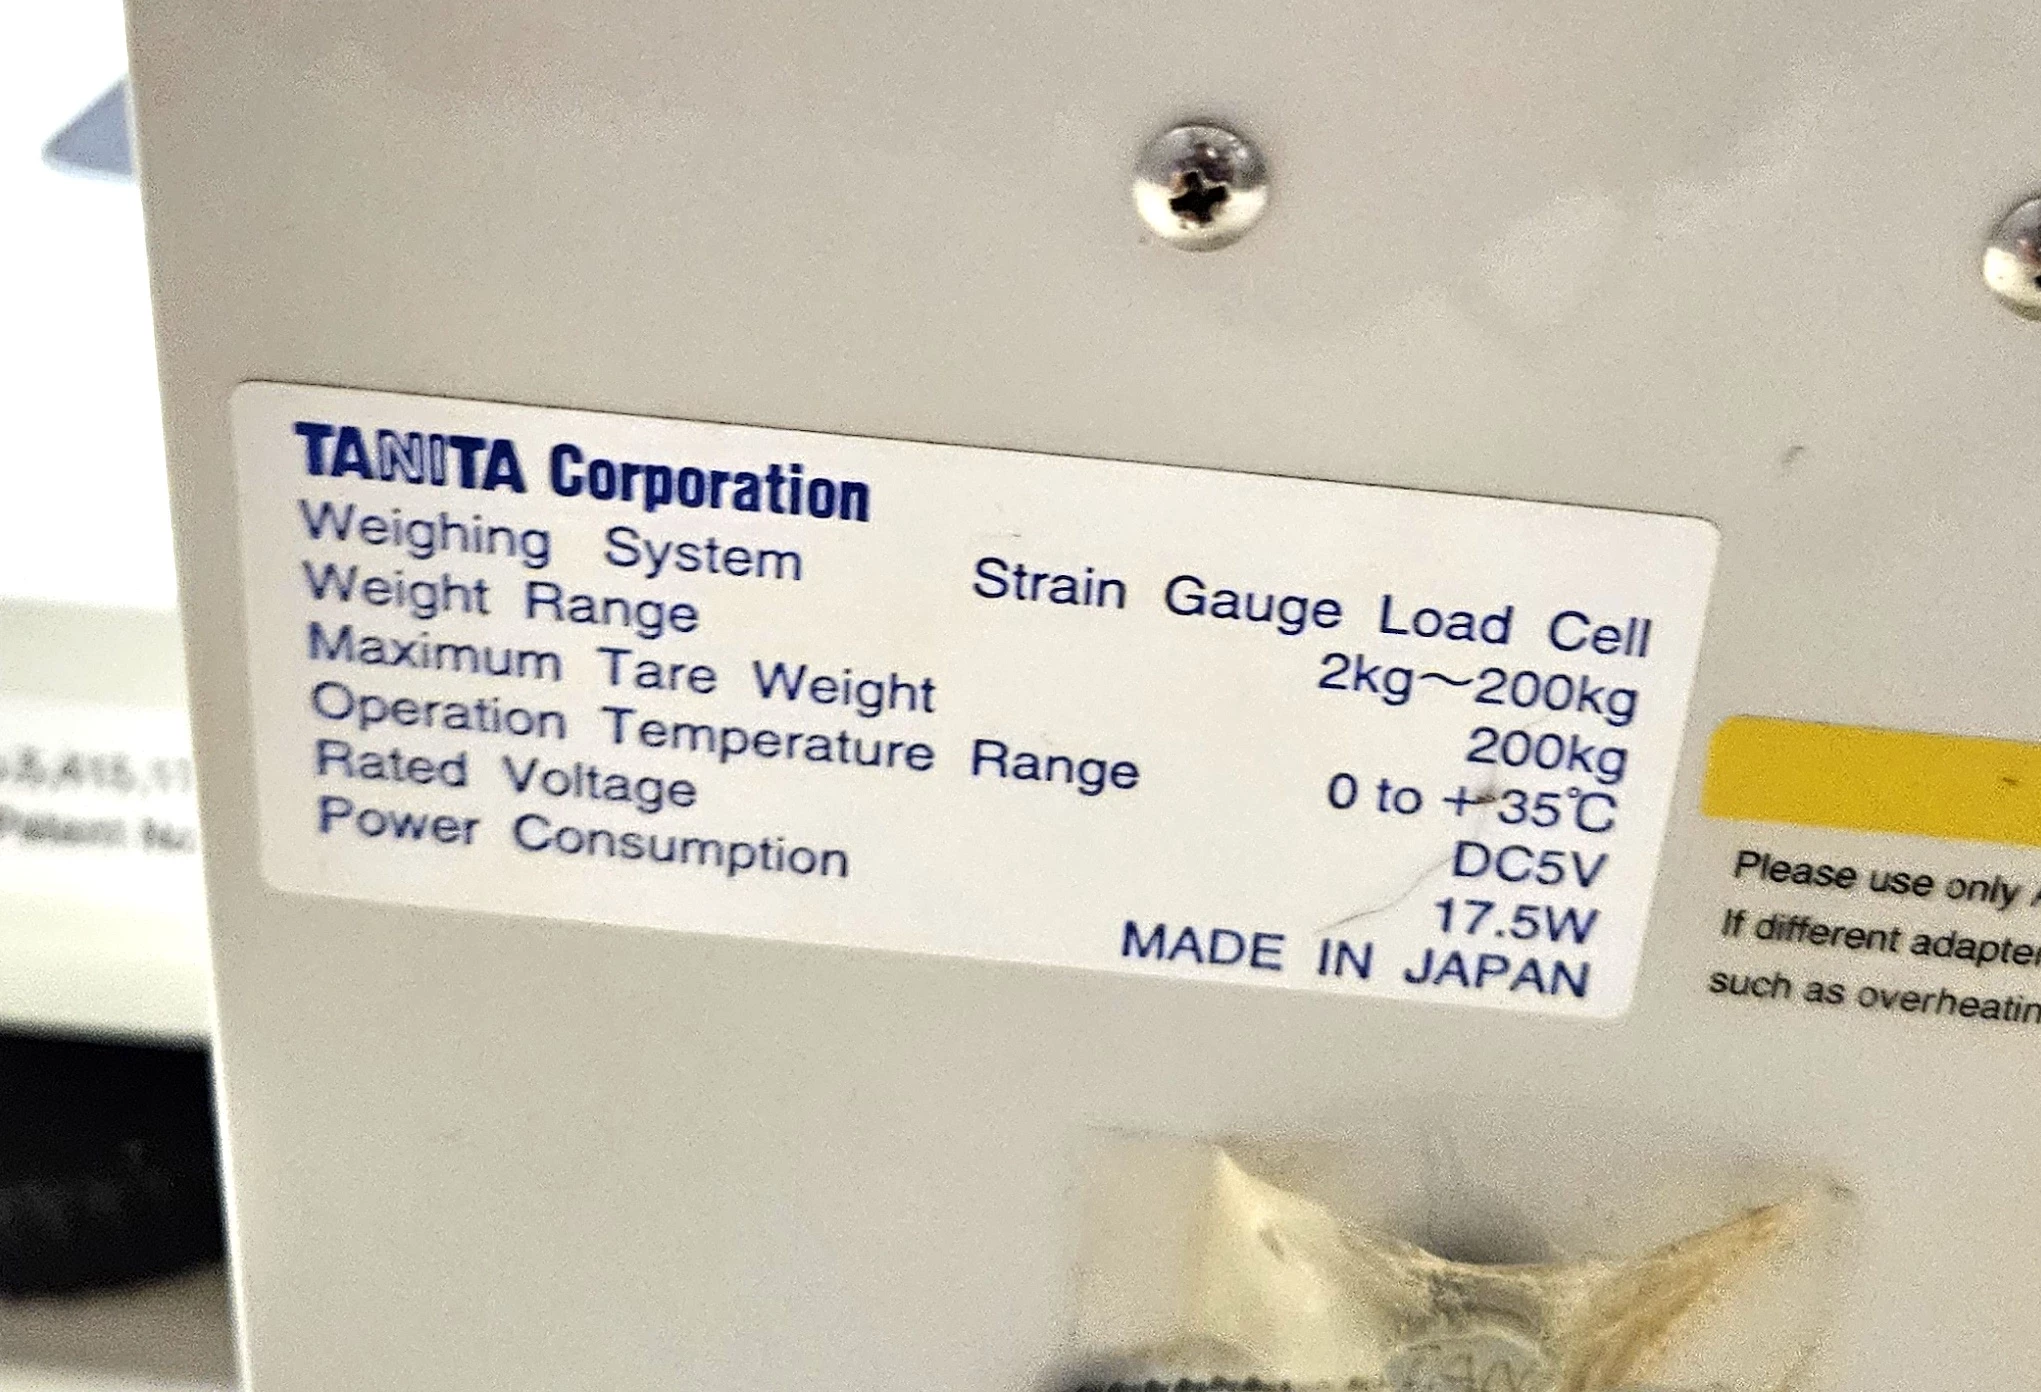 TANITA Corporation
Weighing System Strain Gauge Load Cell
Weight Range 2kg～200kg
Maximum Tare Weight 200kg
Operation Temperature Range 0 to +35℃
Rated Voltage DC5V
Power Consumption 17.5W
MADE IN JAPAN
Please use only
If different adapter
such as overheatin
Patent No.